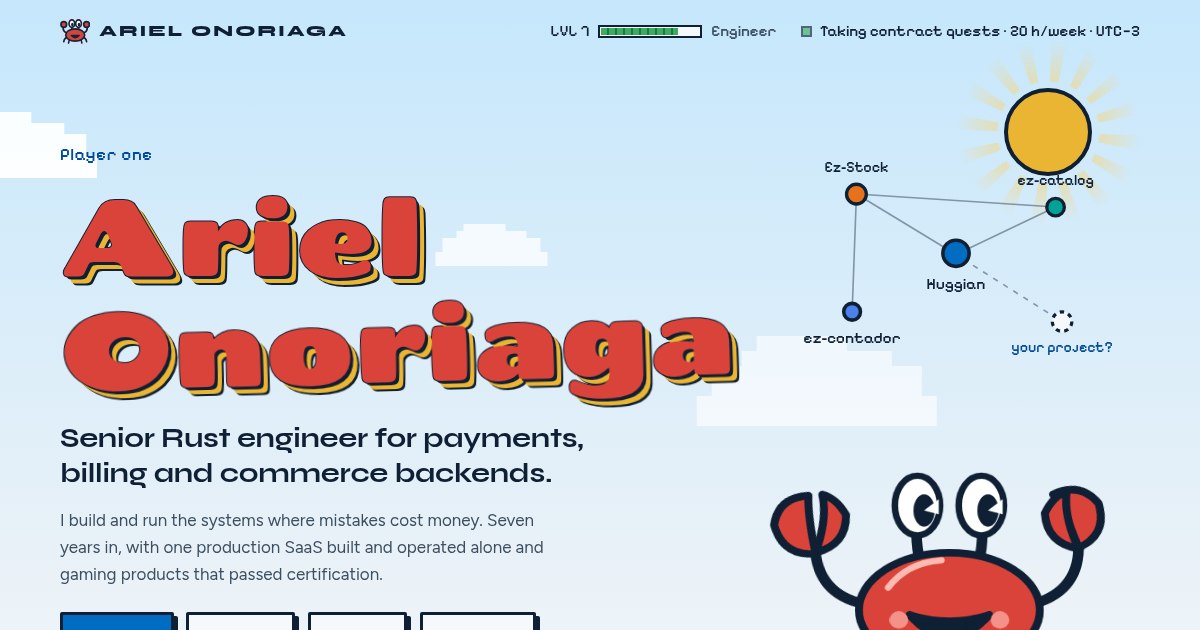 ARIEL ONORIAGA
LVL 7 Engineer
Taking contract quests · 20 h/week · UTC-3
Player one
Ariel
Onoriaga
Senior Rust engineer for payments,
billing and commerce backends.
I build and run the systems where mistakes cost money. Seven
years in, with one production SaaS built and operated alone and
gaming products that passed certification.
Ez-Stock
ez-catalog
Huggian
ez-contador
your project?